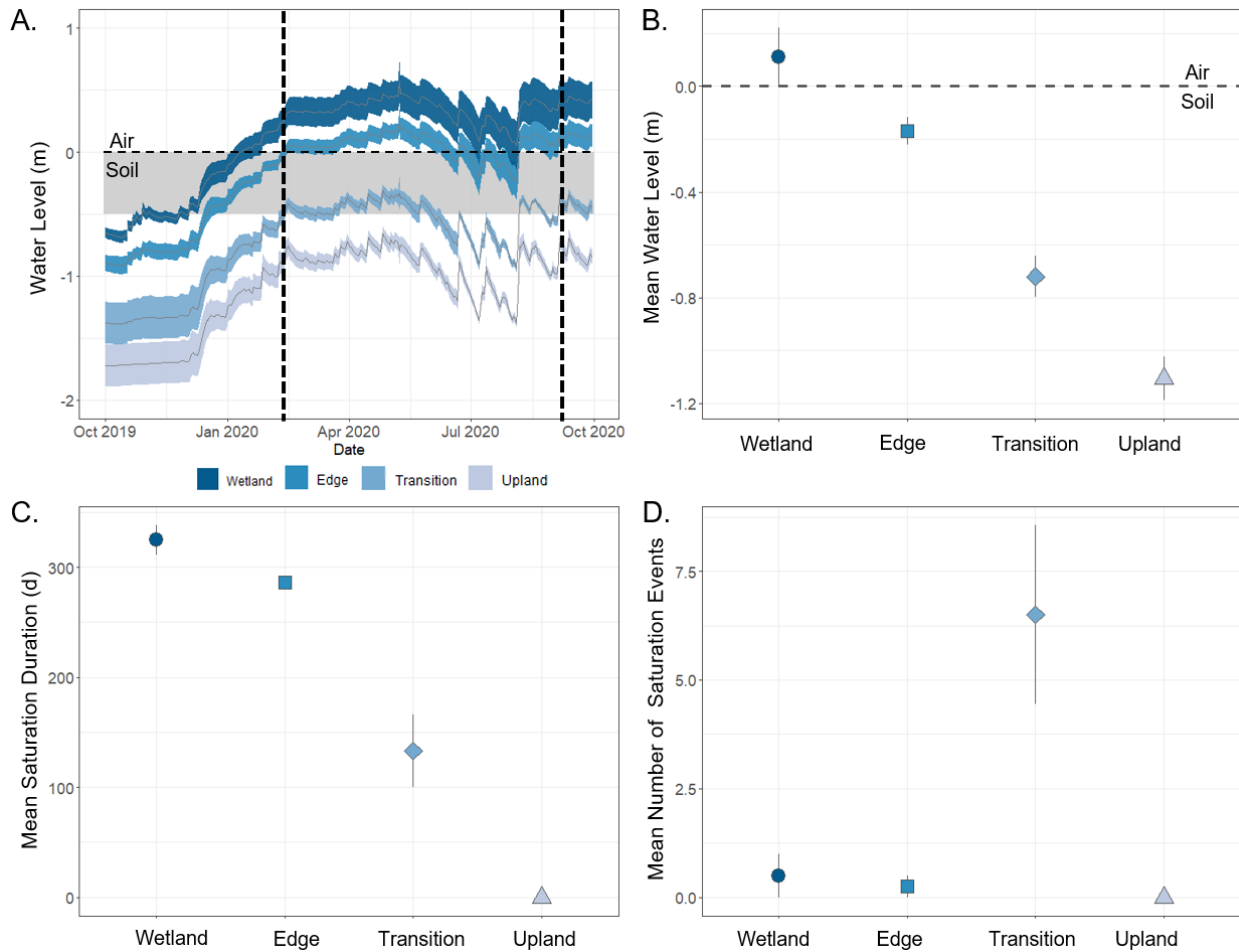 A.
Water Level (m)
1
0
-1
-2
Air
Soil
Oct 2019
Jan 2020
Apr 2020
Jul 2020
Oct 2020
Date
Wetland
Edge
Transition
Upland
B.
Mean Water Level (m)
0.0
-0.4
-0.8
-1.2
Air
Soil
Wetland
Edge
Transition
Upland
C.
Mean Saturation Duration (d)
300
200
100
0
Wetland
Edge
Transition
Upland
D.
Mean Number of Saturation Events
7.5
5.0
2.5
0.0
Wetland
Edge
Transition
Upland